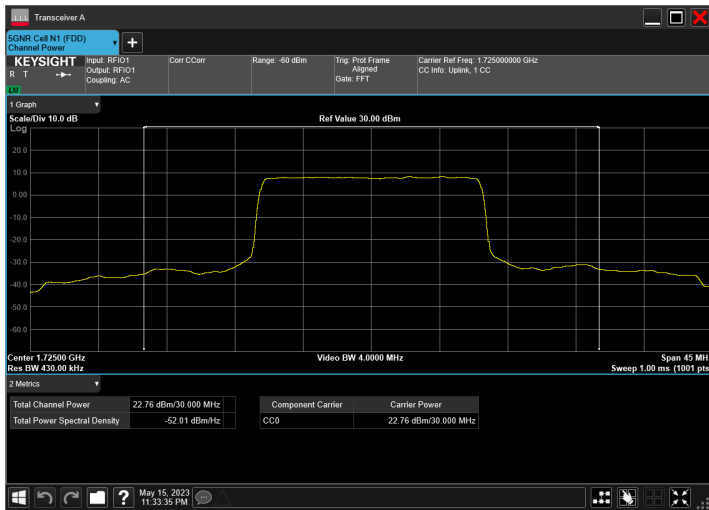 Transceiver A
5GNR Cell N1 (FDD)
Channel Power
KEYSIGHT
R T
LXI
Input: RFIO1
Output: RFIO1
Coupling: AC
Corr CCorr
Range: -60 dBm
Trig: Prot Frame
Aligned
Gate: FFT
Carrier Ref Freq: 1.725000000 GHz
CC Info: Uplink, 1 CC
1 Graph
Scale/Div 10.0 dB
Ref Value 30.00 dBm
Log
20.0
10.0
0.00
-10.0
-20.0
-30.0
-40.0
-50.0
-60.0
Center 1.72500 GHz
Video BW 4.0000 MHz
Span 45 MH
Res BW 430.00 kHz
Sweep 1.00 ms (1001 pts
2 Metrics
Total Channel Power 22.76 dBm/30.000 MHz
Total Power Spectral Density -52.01 dBm/Hz
Component Carrier Carrier Power
CC0 22.76 dBm/30.000 MHz
?
May 15, 2023
11:33:35 PM